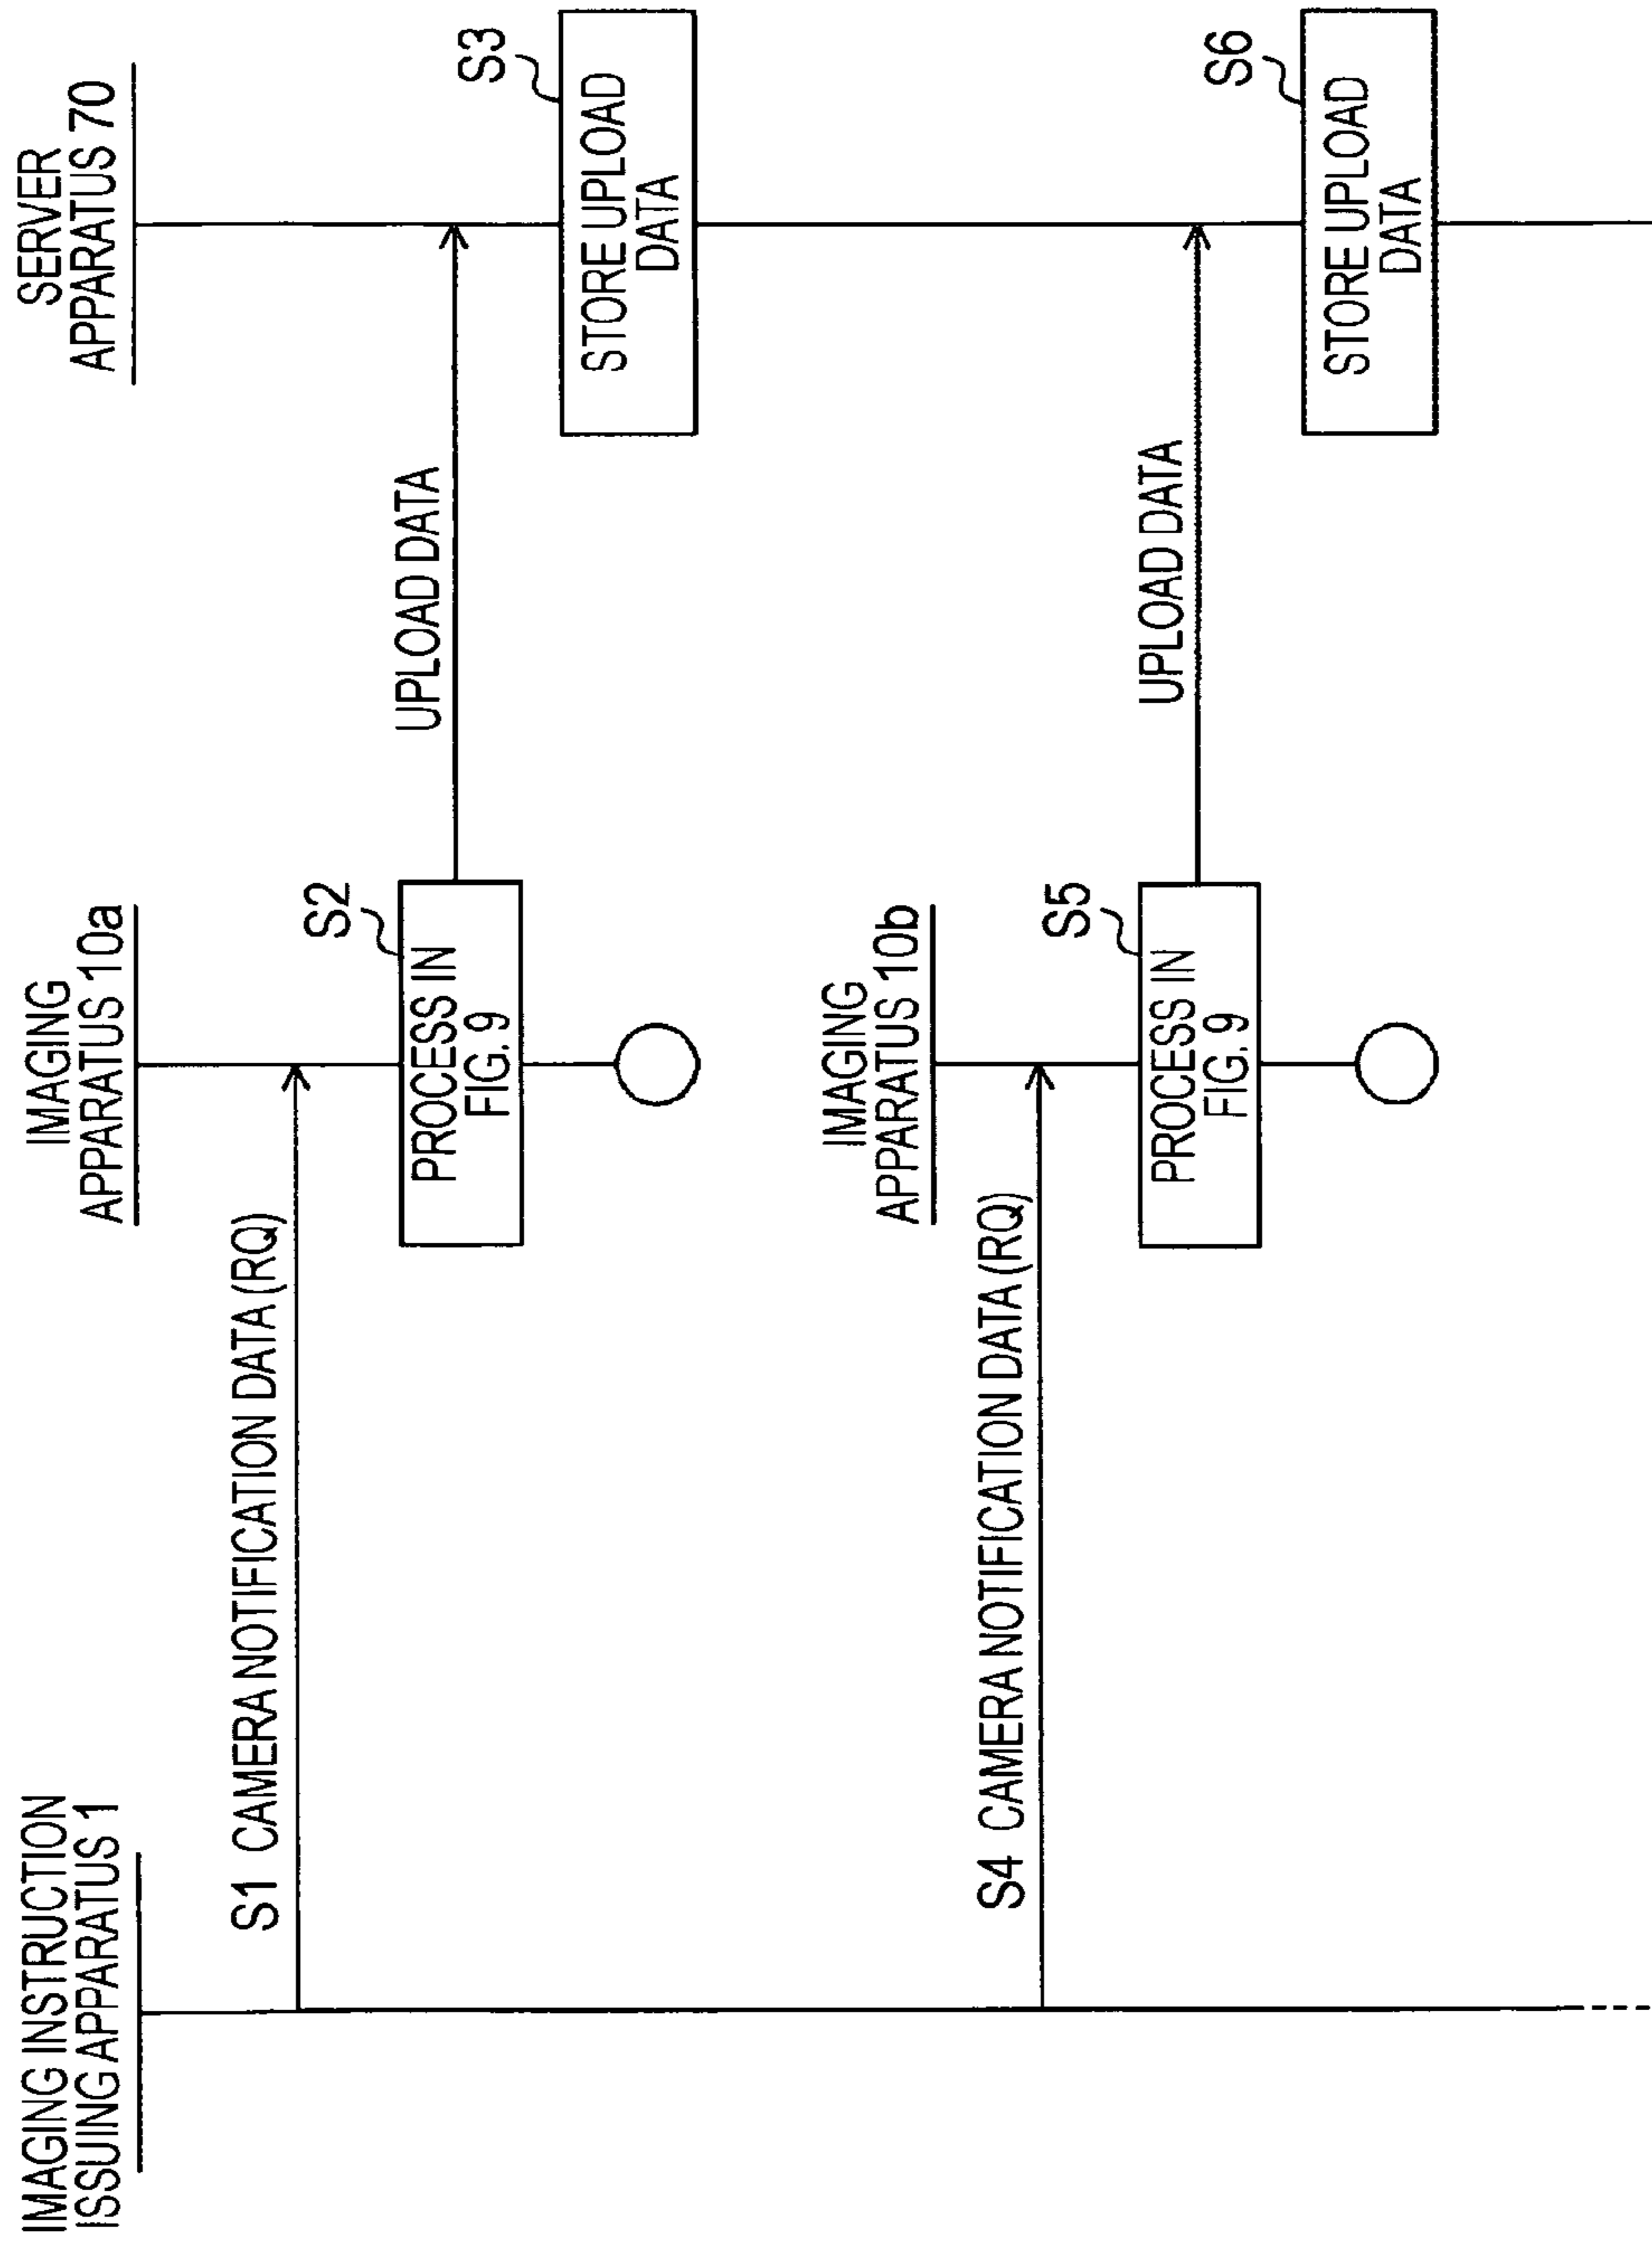 IMAGING INSTRUCTION
ISSUING APPARATUS 1
IMAGING
APPARATUS 10a
SERVER
APPARATUS 70
S1 CAMERA NOTIFICATION DATA (RQ)
S2
PROCESS IN
FIG. 9
UPLOAD DATA
S3
STORE UPLOAD
DATA
IMAGING
APPARATUS 10b
S4 CAMERA NOTIFICATION DATA (RQ)
S5
PROCESS IN
FIG. 9
UPLOAD DATA
S6
STORE UPLOAD
DATA